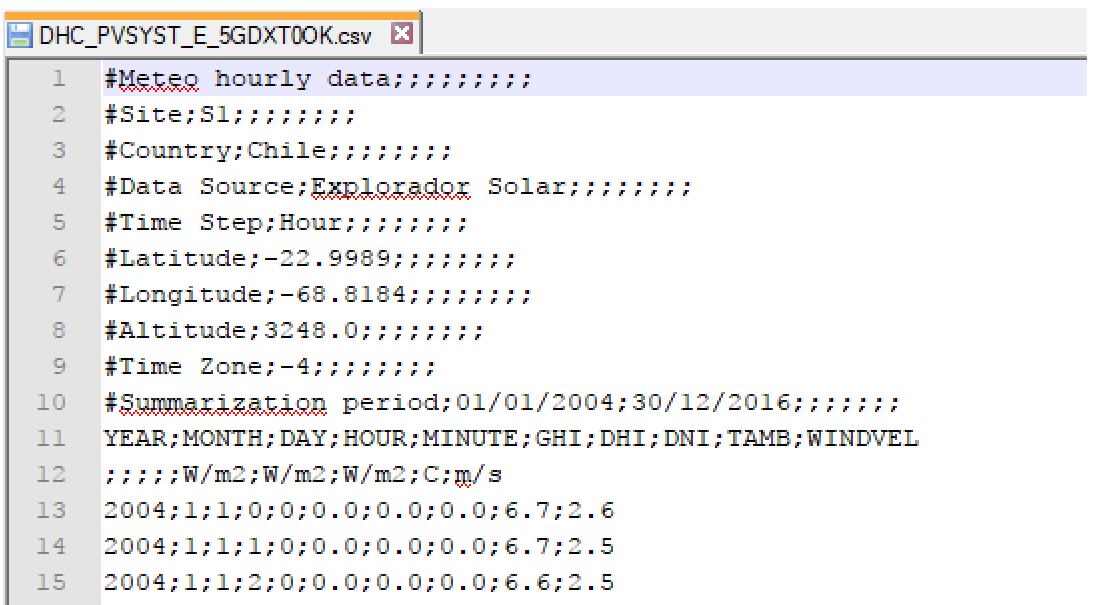 DHC_PVSYST_E_5GDXT0OK.csv
1 #Meteo hourly data;;;;;;;;;
2 #Site;S1;;;;;;;;
3 #Country;Chile;;;;;;;;
4 #Data Source;Explorador Solar;;;;;;;;
5 #Time Step;Hour;;;;;;;;
6 #Latitude;-22.9989;;;;;;;;
7 #Longitude;-68.8184;;;;;;;;
8 #Altitude;3248.0;;;;;;;;
9 #Time Zone;-4;;;;;;;;
10 #Summarization period;01/01/2004;30/12/2016;;;;;;;
11 YEAR;MONTH;DAY;HOUR;MINUTE;GHI;DHI;DNI;TAMB;WINDVEL
12 ;;;;;W/m2;W/m2;W/m2;C;m/s
13 2004;1;1;0;0;0.0;0.0;0.0;6.7;2.6
14 2004;1;1;1;0;0.0;0.0;0.0;6.7;2.5
15 2004;1;1;2;0;0.0;0.0;0.0;6.6;2.5